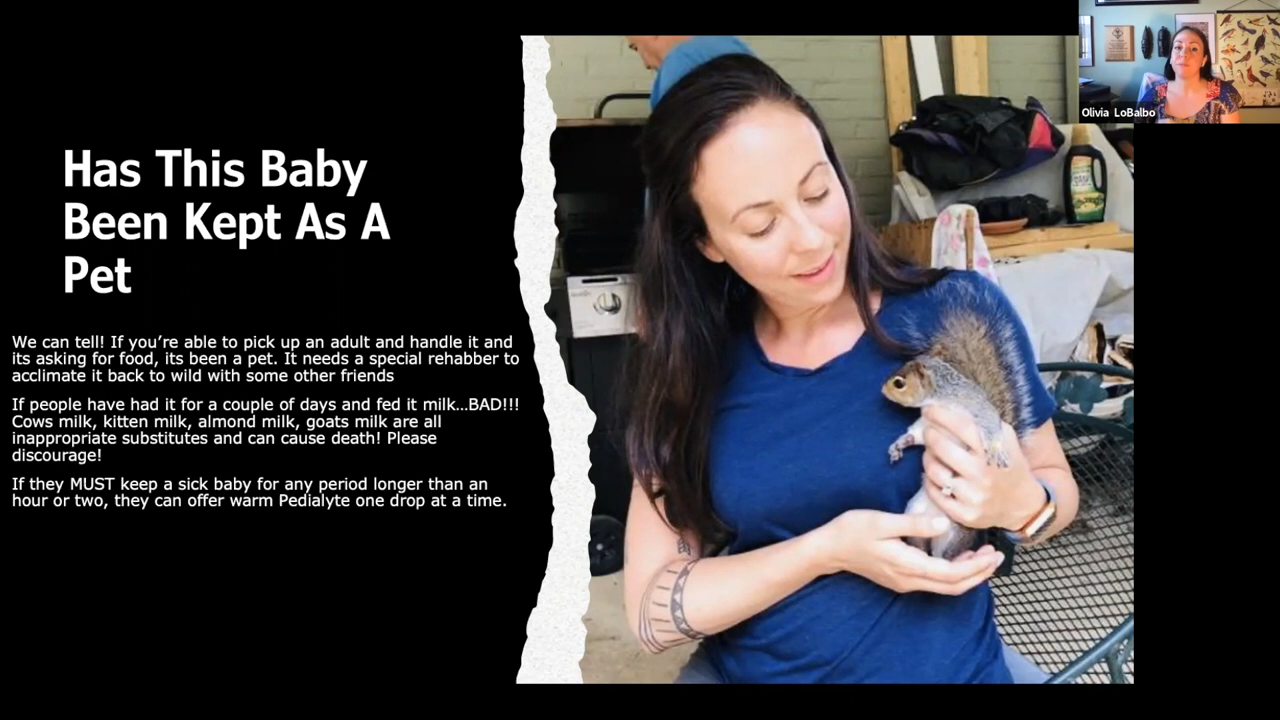 Olivia LoBalbo
Has This Baby
Been Kept As A
Pet
We can tell! If you're able to pick up an adult and handle it and
its asking for food, its been a pet. It needs a special rehabber to
acclimate it back to wild with some other friends
If people have had it for a couple of days and fed it milk...BAD!!!
Cows milk, kitten milk, almond milk, goats milk are all
inappropriate substitutes and can cause death! Please
discourage!
If they MUST keep a sick baby for any period longer than an
hour or two, they can offer warm Pedialyte one drop at a time.